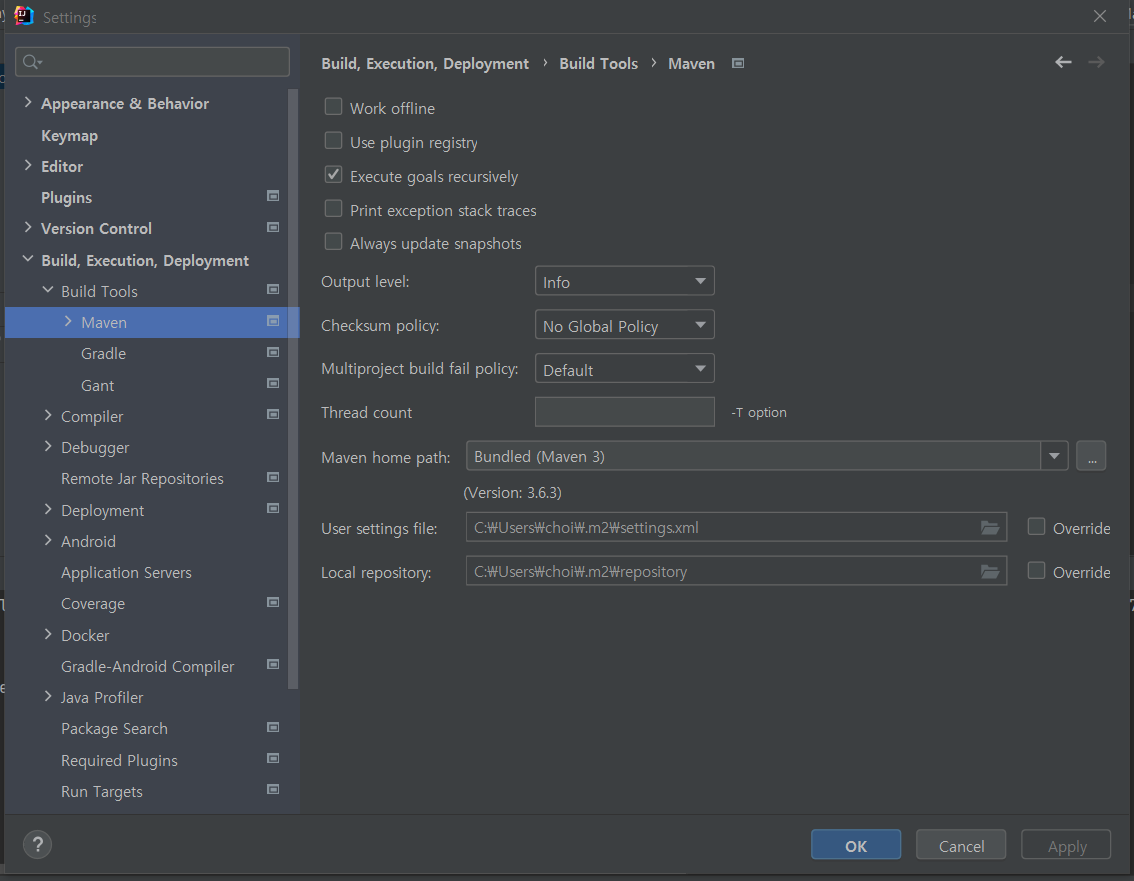 Settings
Appearance & Behavior
Keymap
Editor
Plugins
Version Control
Build, Execution, Deployment
Build Tools
Maven
Gradle
Gant
Compiler
Debugger
Remote Jar Repositories
Deployment
Android
Application Servers
Coverage
Docker
Gradle-Android Compiler
Java Profiler
Package Search
Required Plugins
Run Targets
Build, Execution, Deployment › Build Tools › Maven
Work offline
Use plugin registry
Execute goals recursively
Print exception stack traces
Always update snapshots
Output level: Info
Checksum policy: No Global Policy
Multiproject build fail policy: Default
Thread count -T option
Maven home path: Bundled (Maven 3) ...
(Version: 3.6.3)
User settings file: C:₩Users₩choi₩.m2₩settings.xml Override
Local repository: C:₩Users₩choi₩.m2₩repository Override
? OK Cancel Apply